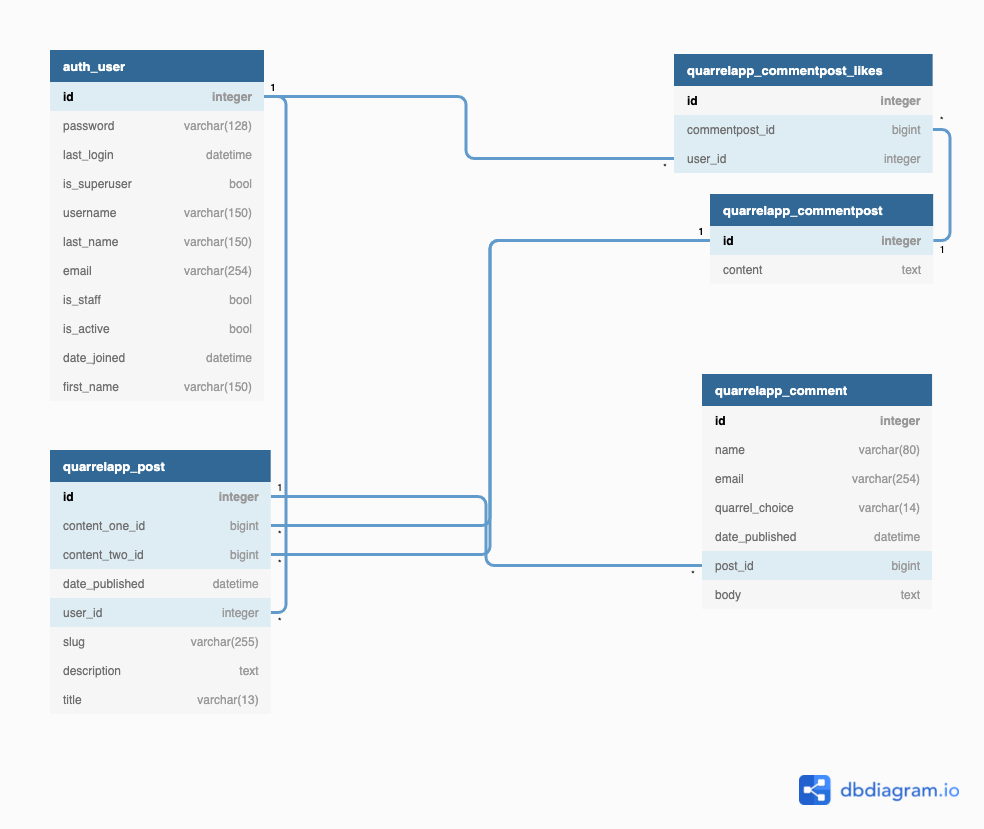 auth_user
id integer
password varchar(128)
last_login datetime
is_superuser bool
username varchar(150)
last_name varchar(150)
email varchar(254)
is_staff bool
is_active bool
date_joined datetime
first_name varchar(150)
1
quarrelapp_commentpost_likes
id integer
commentpost_id bigint
user_id integer
*
*
quarrelapp_commentpost
id integer
content text
1
1
quarrelapp_post
id integer
content_one_id bigint
content_two_id bigint
date_published datetime
user_id integer
slug varchar(255)
description text
title varchar(13)
1
*
*
*
quarrelapp_comment
id integer
name varchar(80)
email varchar(254)
quarrel_choice varchar(14)
date_published datetime
post_id bigint
body text
*
dbdiagram.io